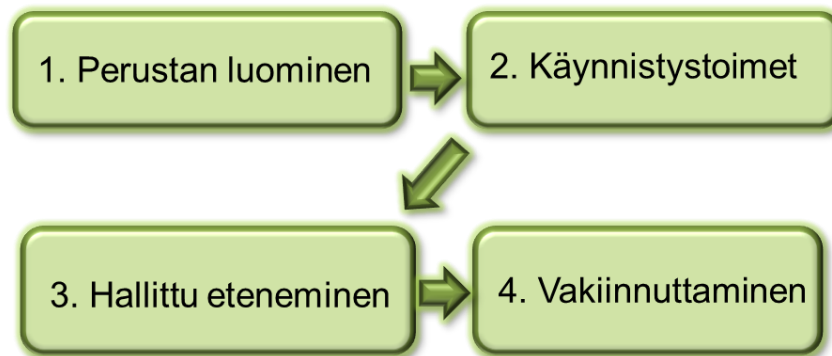 1. Perustan luominen
2. Käynnistystoimet
3. Hallittu eteneminen
4. Vakiinnuttaminen